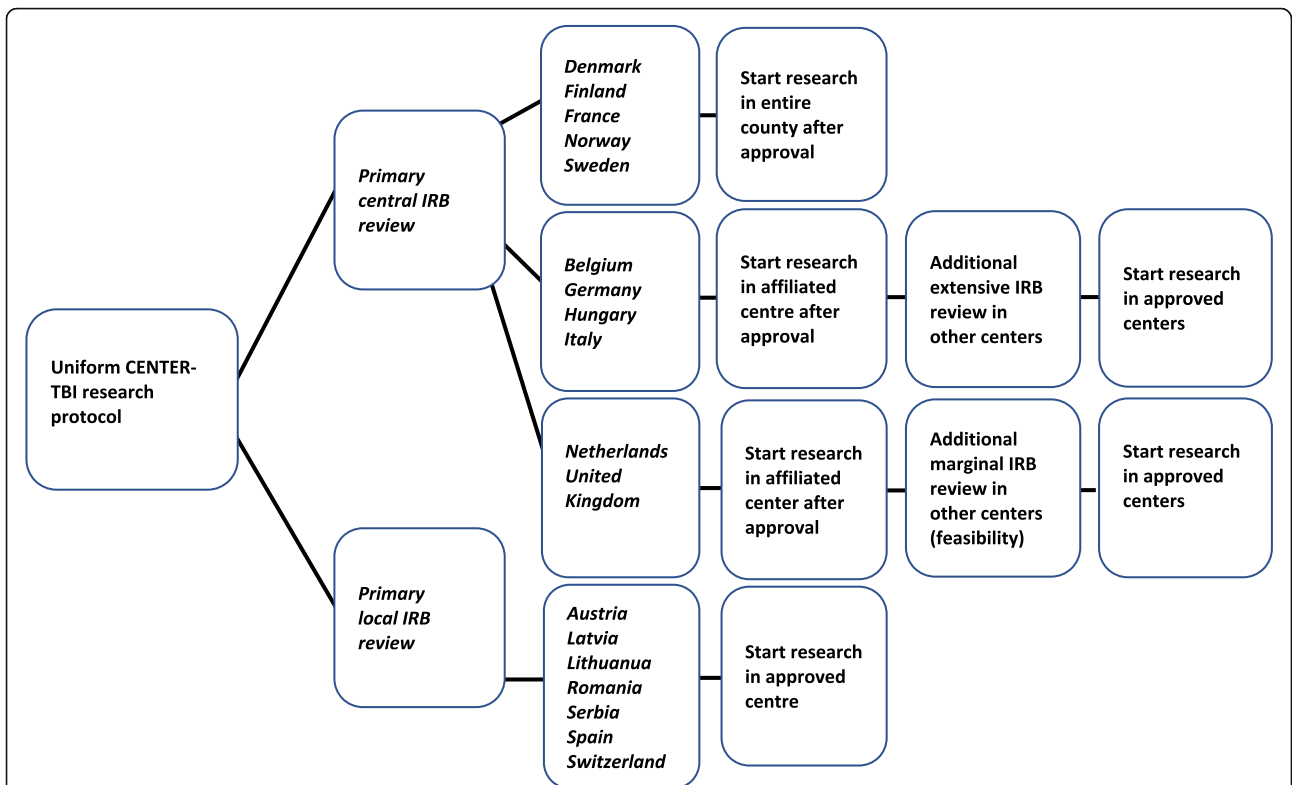 Uniform CENTER-
TBI research
protocol
Primary
central IRB
review
Denmark
Finland
France
Norway
Sweden
Start research
in entire
county after
approval
Belgium
Germany
Hungary
Italy
Start research
in affiliated
centre after
approval
Additional
extensive IRB
review in
other centers
Start research
in approved
centers
Netherlands
United
Kingdom
Start research
in affiliated
center after
approval
Additional
marginal IRB
review in
other centers
(feasibility)
Start research
in approved
centers
Primary
local IRB
review
Austria
Latvia
Lithuanua
Romania
Serbia
Spain
Switzerland
Start research
in approved
centre